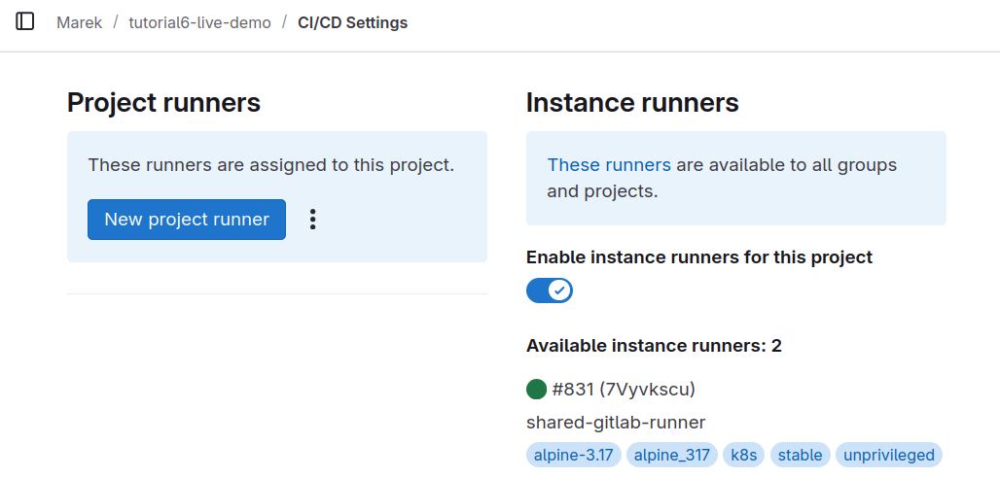 Marek / tutorial6-live-demo / CI/CD Settings
Project runners
These runners are assigned to this project.
New project runner
Instance runners
These runners are available to all groups
and projects.
Enable instance runners for this project
Available instance runners: 2
#831 (7Vyvkscu)
shared-gitlab-runner
alpine-3.17 alpine_317 k8s stable unprivileged